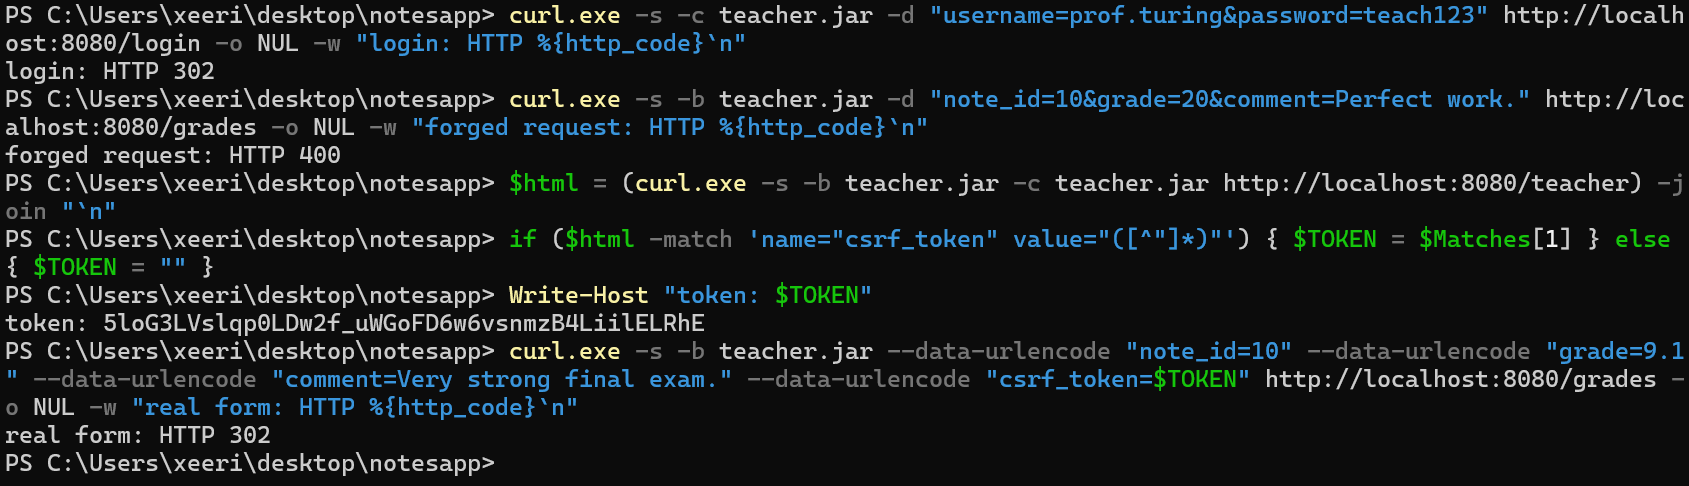 PS C:\Users\xeeri\desktop\notesapp> curl.exe -s -c teacher.jar -d "username=prof.turing&password=teach123" http://localh
ost:8080/login -o NUL -w "login: HTTP %{http_code}`n"
login: HTTP 302
PS C:\Users\xeeri\desktop\notesapp> curl.exe -s -b teacher.jar -d "note_id=10&grade=20&comment=Perfect work." http://loc
alhost:8080/grades -o NUL -w "forged request: HTTP %{http_code}`n"
forged request: HTTP 400
PS C:\Users\xeeri\desktop\notesapp> $html = (curl.exe -s -b teacher.jar -c teacher.jar http://localhost:8080/teacher) -j
oin "`n"
PS C:\Users\xeeri\desktop\notesapp> if ($html -match 'name="csrf_token" value="([^"]*)"') { $TOKEN = $Matches[1] } else
{ $TOKEN = "" }
PS C:\Users\xeeri\desktop\notesapp> Write-Host "token: $TOKEN"
token: 5loG3LVslqp0LDw2f_uWGoFD6w6vsnmzB4LiilELRhE
PS C:\Users\xeeri\desktop\notesapp> curl.exe -s -b teacher.jar --data-urlencode "note_id=10" --data-urlencode "grade=9.1
" --data-urlencode "comment=Very strong final exam." --data-urlencode "csrf_token=$TOKEN" http://localhost:8080/grades -
o NUL -w "real form: HTTP %{http_code}`n"
real form: HTTP 302
PS C:\Users\xeeri\desktop\notesapp>